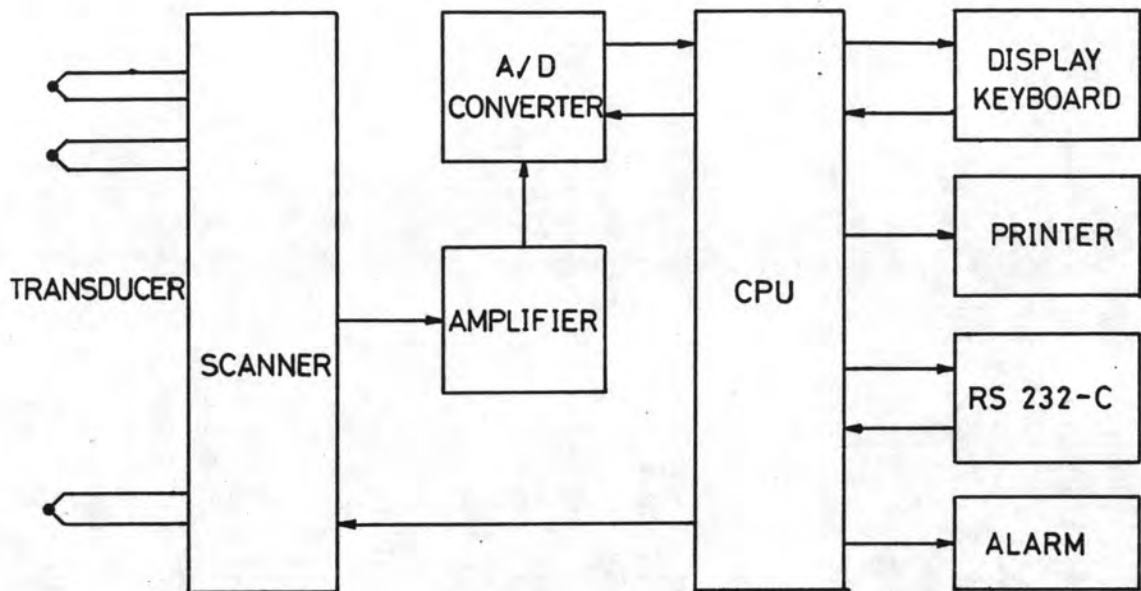 TRANSDUCER
SCANNER
A/D
CONVERTER
AMPLIFIER
CPU
DISPLAY
KEYBOARD
PRINTER
RS 232-C
ALARM